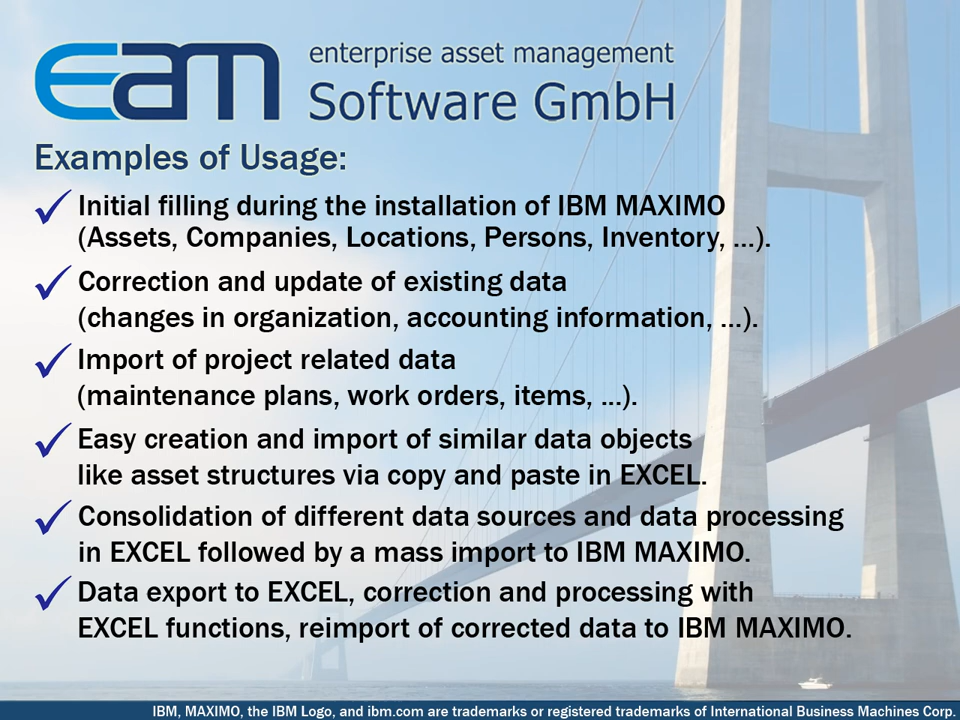 eam
enterprise asset management
Software GmbH
Examples of Usage:
Initial filling during the installation of IBM MAXIMO
(Assets, Companies, Locations, Persons, Inventory, ...).
Correction and update of existing data
(changes in organization, accounting information, ...).
Import of project related data
(maintenance plans, work orders, items, ...).
Easy creation and import of similar data objects
like asset structures via copy and paste in EXCEL.
Consolidation of different data sources and data processing
in EXCEL followed by a mass import to IBM MAXIMO.
Data export to EXCEL, correction and processing with
EXCEL functions, reimport of corrected data to IBM MAXIMO.
IBM, MAXIMO, the IBM Logo, and ibm.com are trademarks or registered trademarks of International Business Machines Corp.